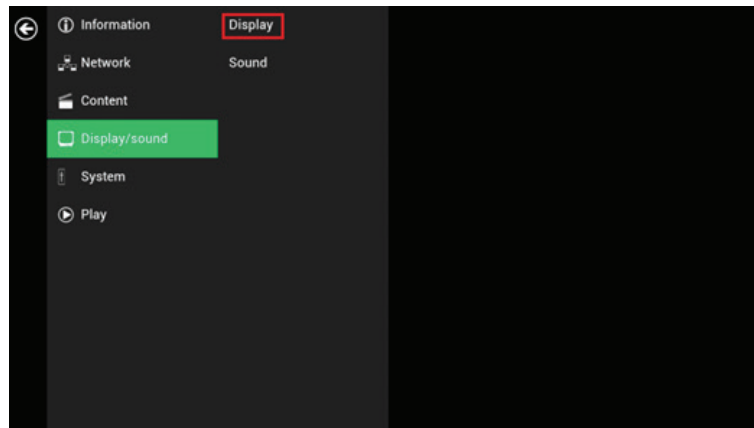 Information
Network
Content
Display/sound
System
Play
Display
Sound